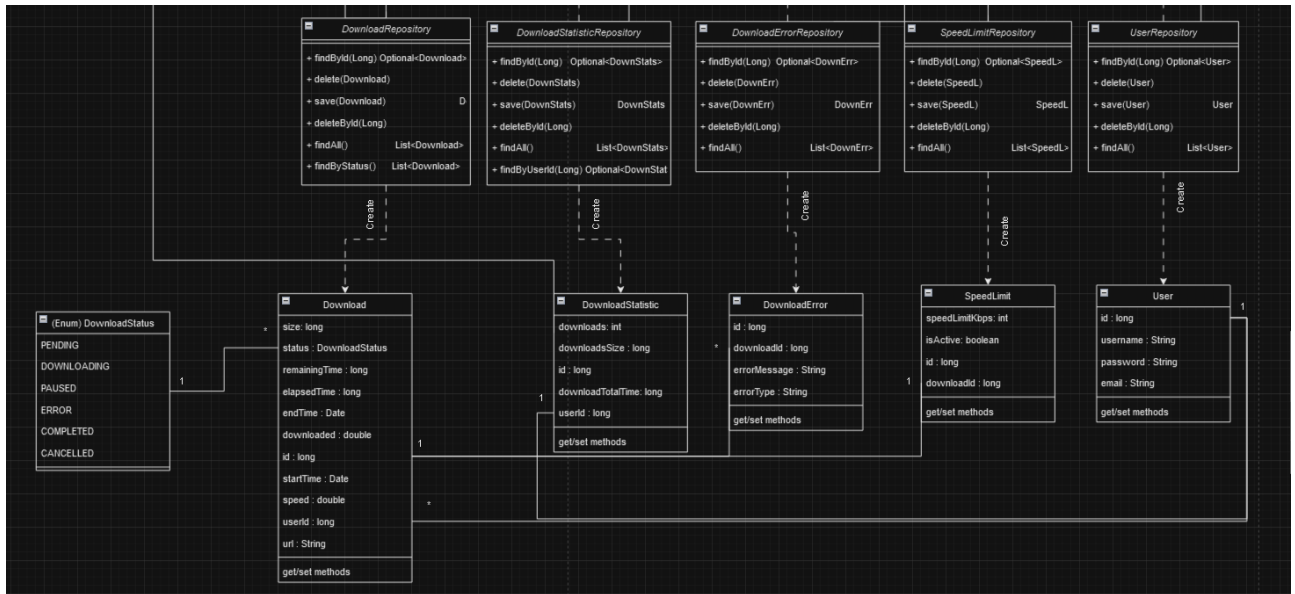 DownloadRepository
+ findById(Long) Optional<Download>
+ delete(Download)
+ save(Download) D
+ deleteById(Long)
+ findAll() List<Download>
+ findByStatus() List<Download>
DownloadStatisticRepository
+ findById(Long) Optional<DownStats>
+ delete(DownStats)
+ save(DownStats) DownStats
+ deleteById(Long)
+ findAll() List<DownStats>
+ findByUserId(Long) Optional<DownStat
DownloadErrorRepository
+ findById(Long) Optional<DownErr>
+ delete(DownErr)
+ save(DownErr) DownErr
+ deleteById(Long)
+ findAll() List<DownErr>
SpeedLimitRepository
+ findById(Long) Optional<SpeedL>
+ delete(SpeedL)
+ save(SpeedL) SpeedL
+ deleteById(Long)
+ findAll() List<SpeedL>
UserRepository
+ findById(Long) Optional<User>
+ delete(User)
+ save(User) User
+ deleteById(Long)
+ findAll() List<User>
Create
Create
Create
Create
Create
(Enum) DownloadStatus
PENDING
DOWNLOADING
PAUSED
ERROR
COMPLETED
CANCELLED
1
*
Download
size: long
status : DownloadStatus
remainingTime : long
elapsedTime : long
endTime : Date
downloaded : double
id : long
startTime : Date
speed : double
userId : long
url : String
get/set methods
1
*
DownloadStatistic
downloads: int
downloadsSize : long
id : long
downloadTotalTime: long
userId : long
get/set methods
1
*
DownloadError
id : long
downloadId : long
errorMessage : String
errorType : String
get/set methods
1
SpeedLimit
speedLimitKbps: int
isActive: boolean
id : long
downloadId : long
get/set methods
User
id : long
username : String
password : String
email : String
get/set methods
1